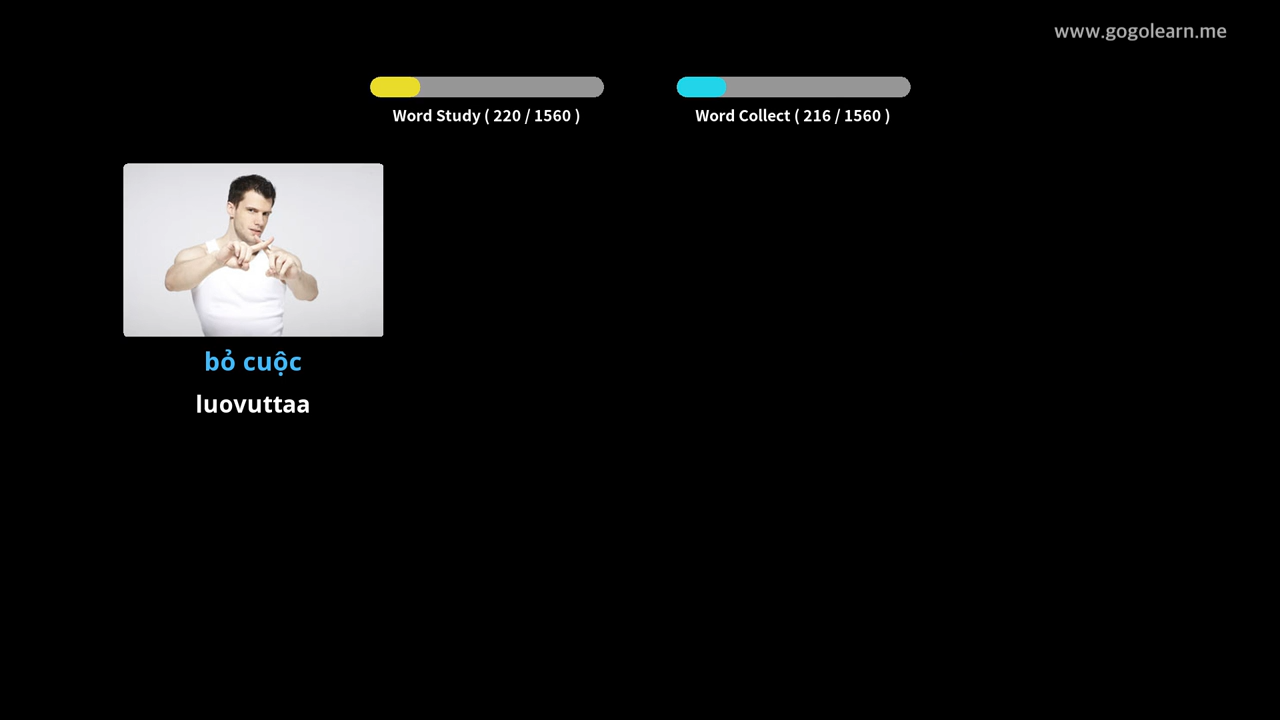 www.gogolearn.me
Word Study ( 220 / 1560 )
Word Collect ( 216 / 1560 )
bỏ cuộc
luovuttaa